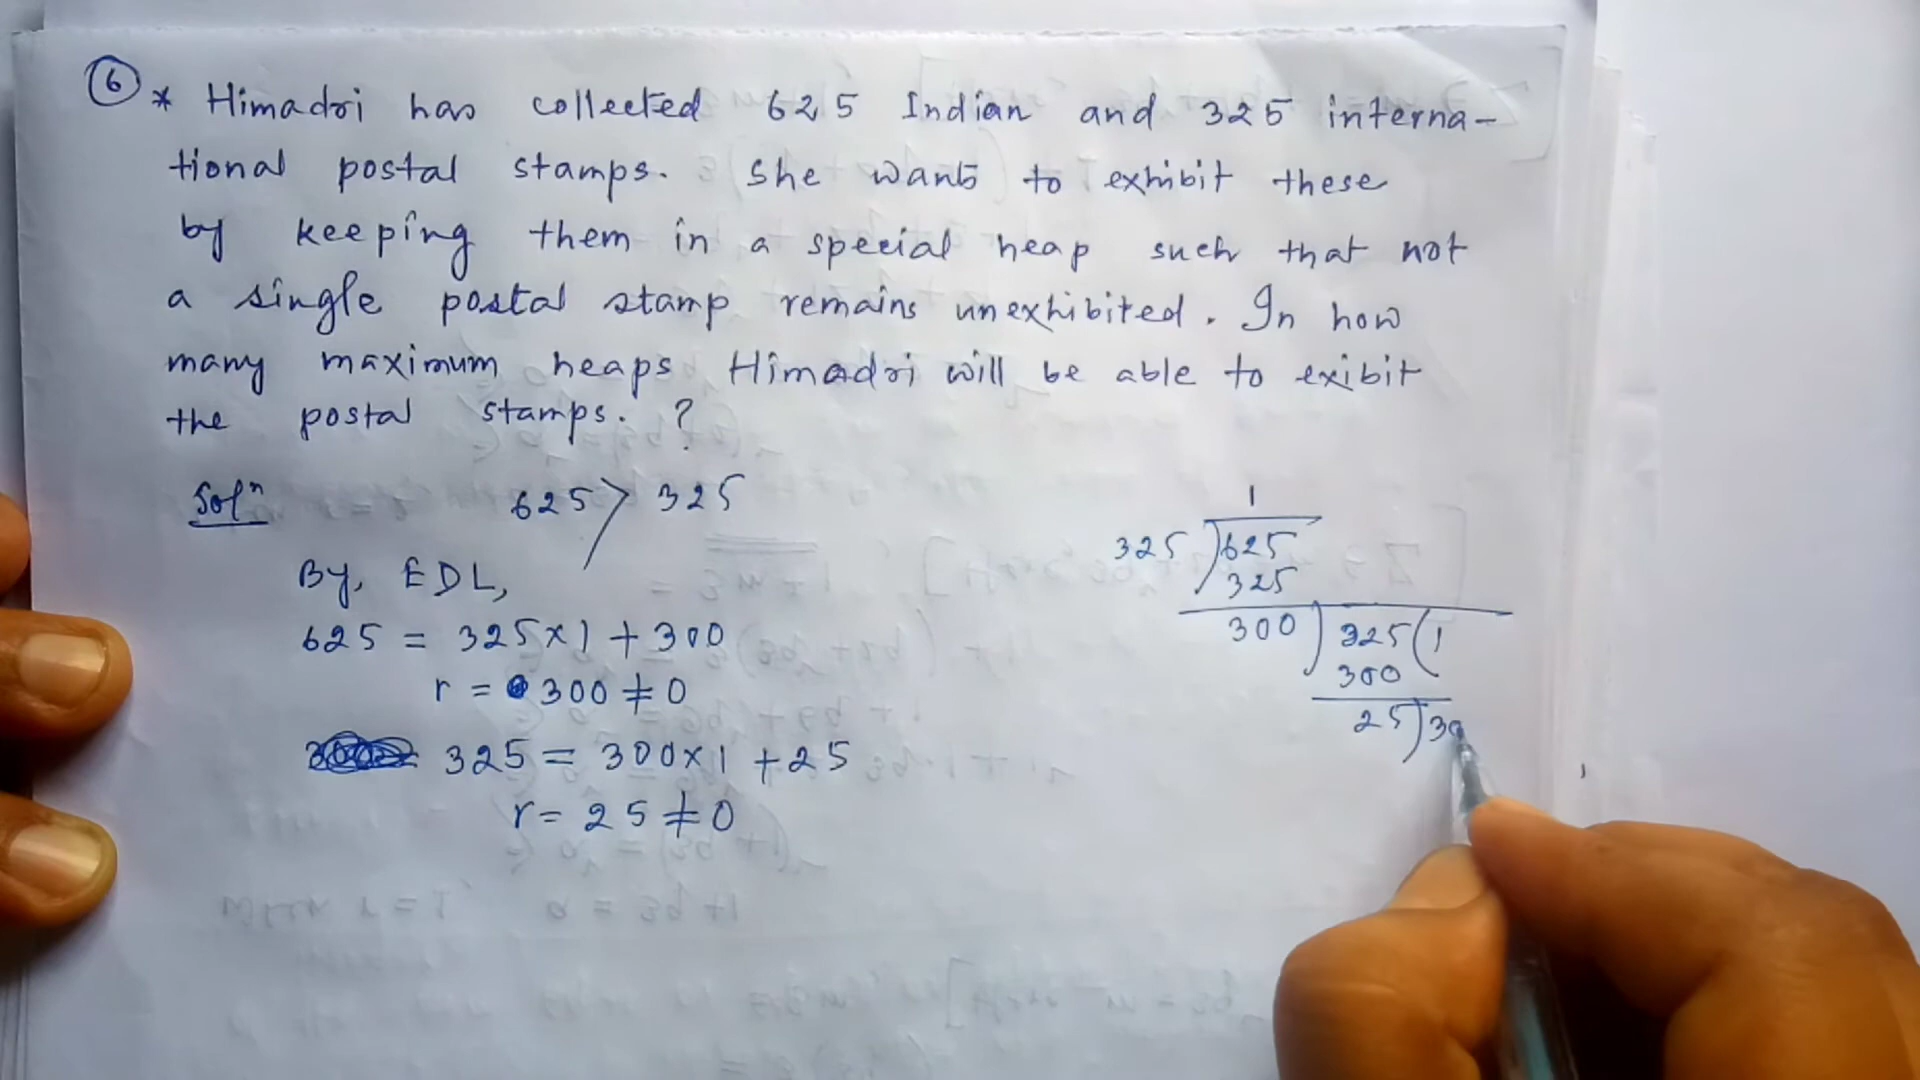 6 * Himadri has collected 625 Indian and 325 interna-
tional postal stamps. She wants to exhibit these
by keeping them in a special heap such that not
a single postal stamp remains unexhibited. In how
many maximum heaps Himadri will be able to exibit
the postal stamps. ?
Solⁿ 625 > 325
By, EDL,
625 = 325×1 + 300
r = 300 ≠ 0
325 = 300×1 + 25
r = 25 ≠ 0
1
325 ) 625
325
300 ) 325 ( 1
300
25 ) 30